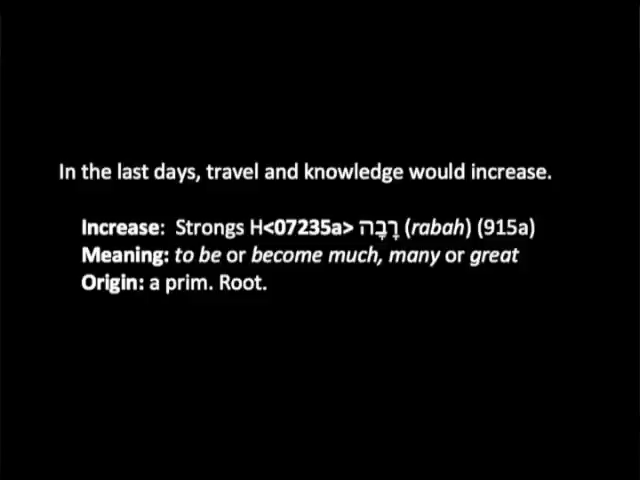 In the last days, travel and knowledge would increase.
Increase: Strongs H<07235a> רָבָה (rabah) (915a)
Meaning: to be or become much, many or great
Origin: a prim. Root.